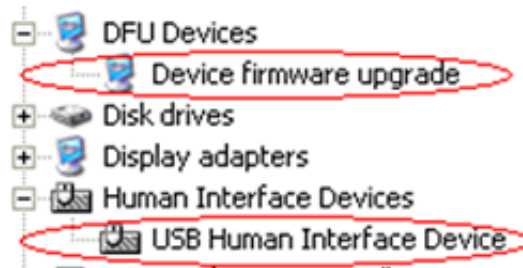 DFU Devices
Device firmware upgrade
Disk drives
Display adapters
Human Interface Devices
USB Human Interface Device